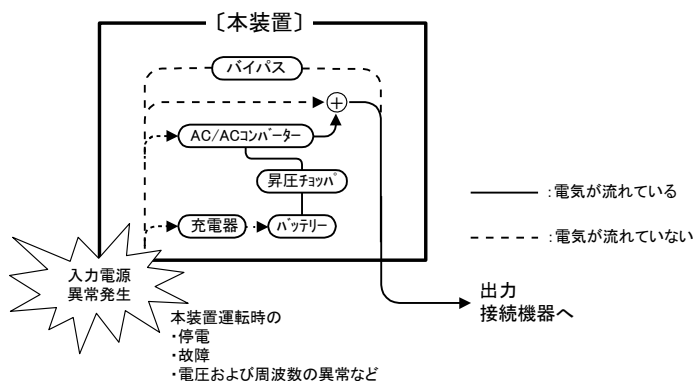 〔本装置〕
バイパス
＋
AC/ACｺﾝﾊﾞｰﾀｰ
昇圧ﾁｮｯﾊﾟ
充電器
ﾊﾞｯﾃﾘｰ
:電気が流れている
:電気が流れていない
入力電源
異常発生
出力
接続機器へ
本装置運転時の
・停電
・故障
・電圧および周波数の異常など